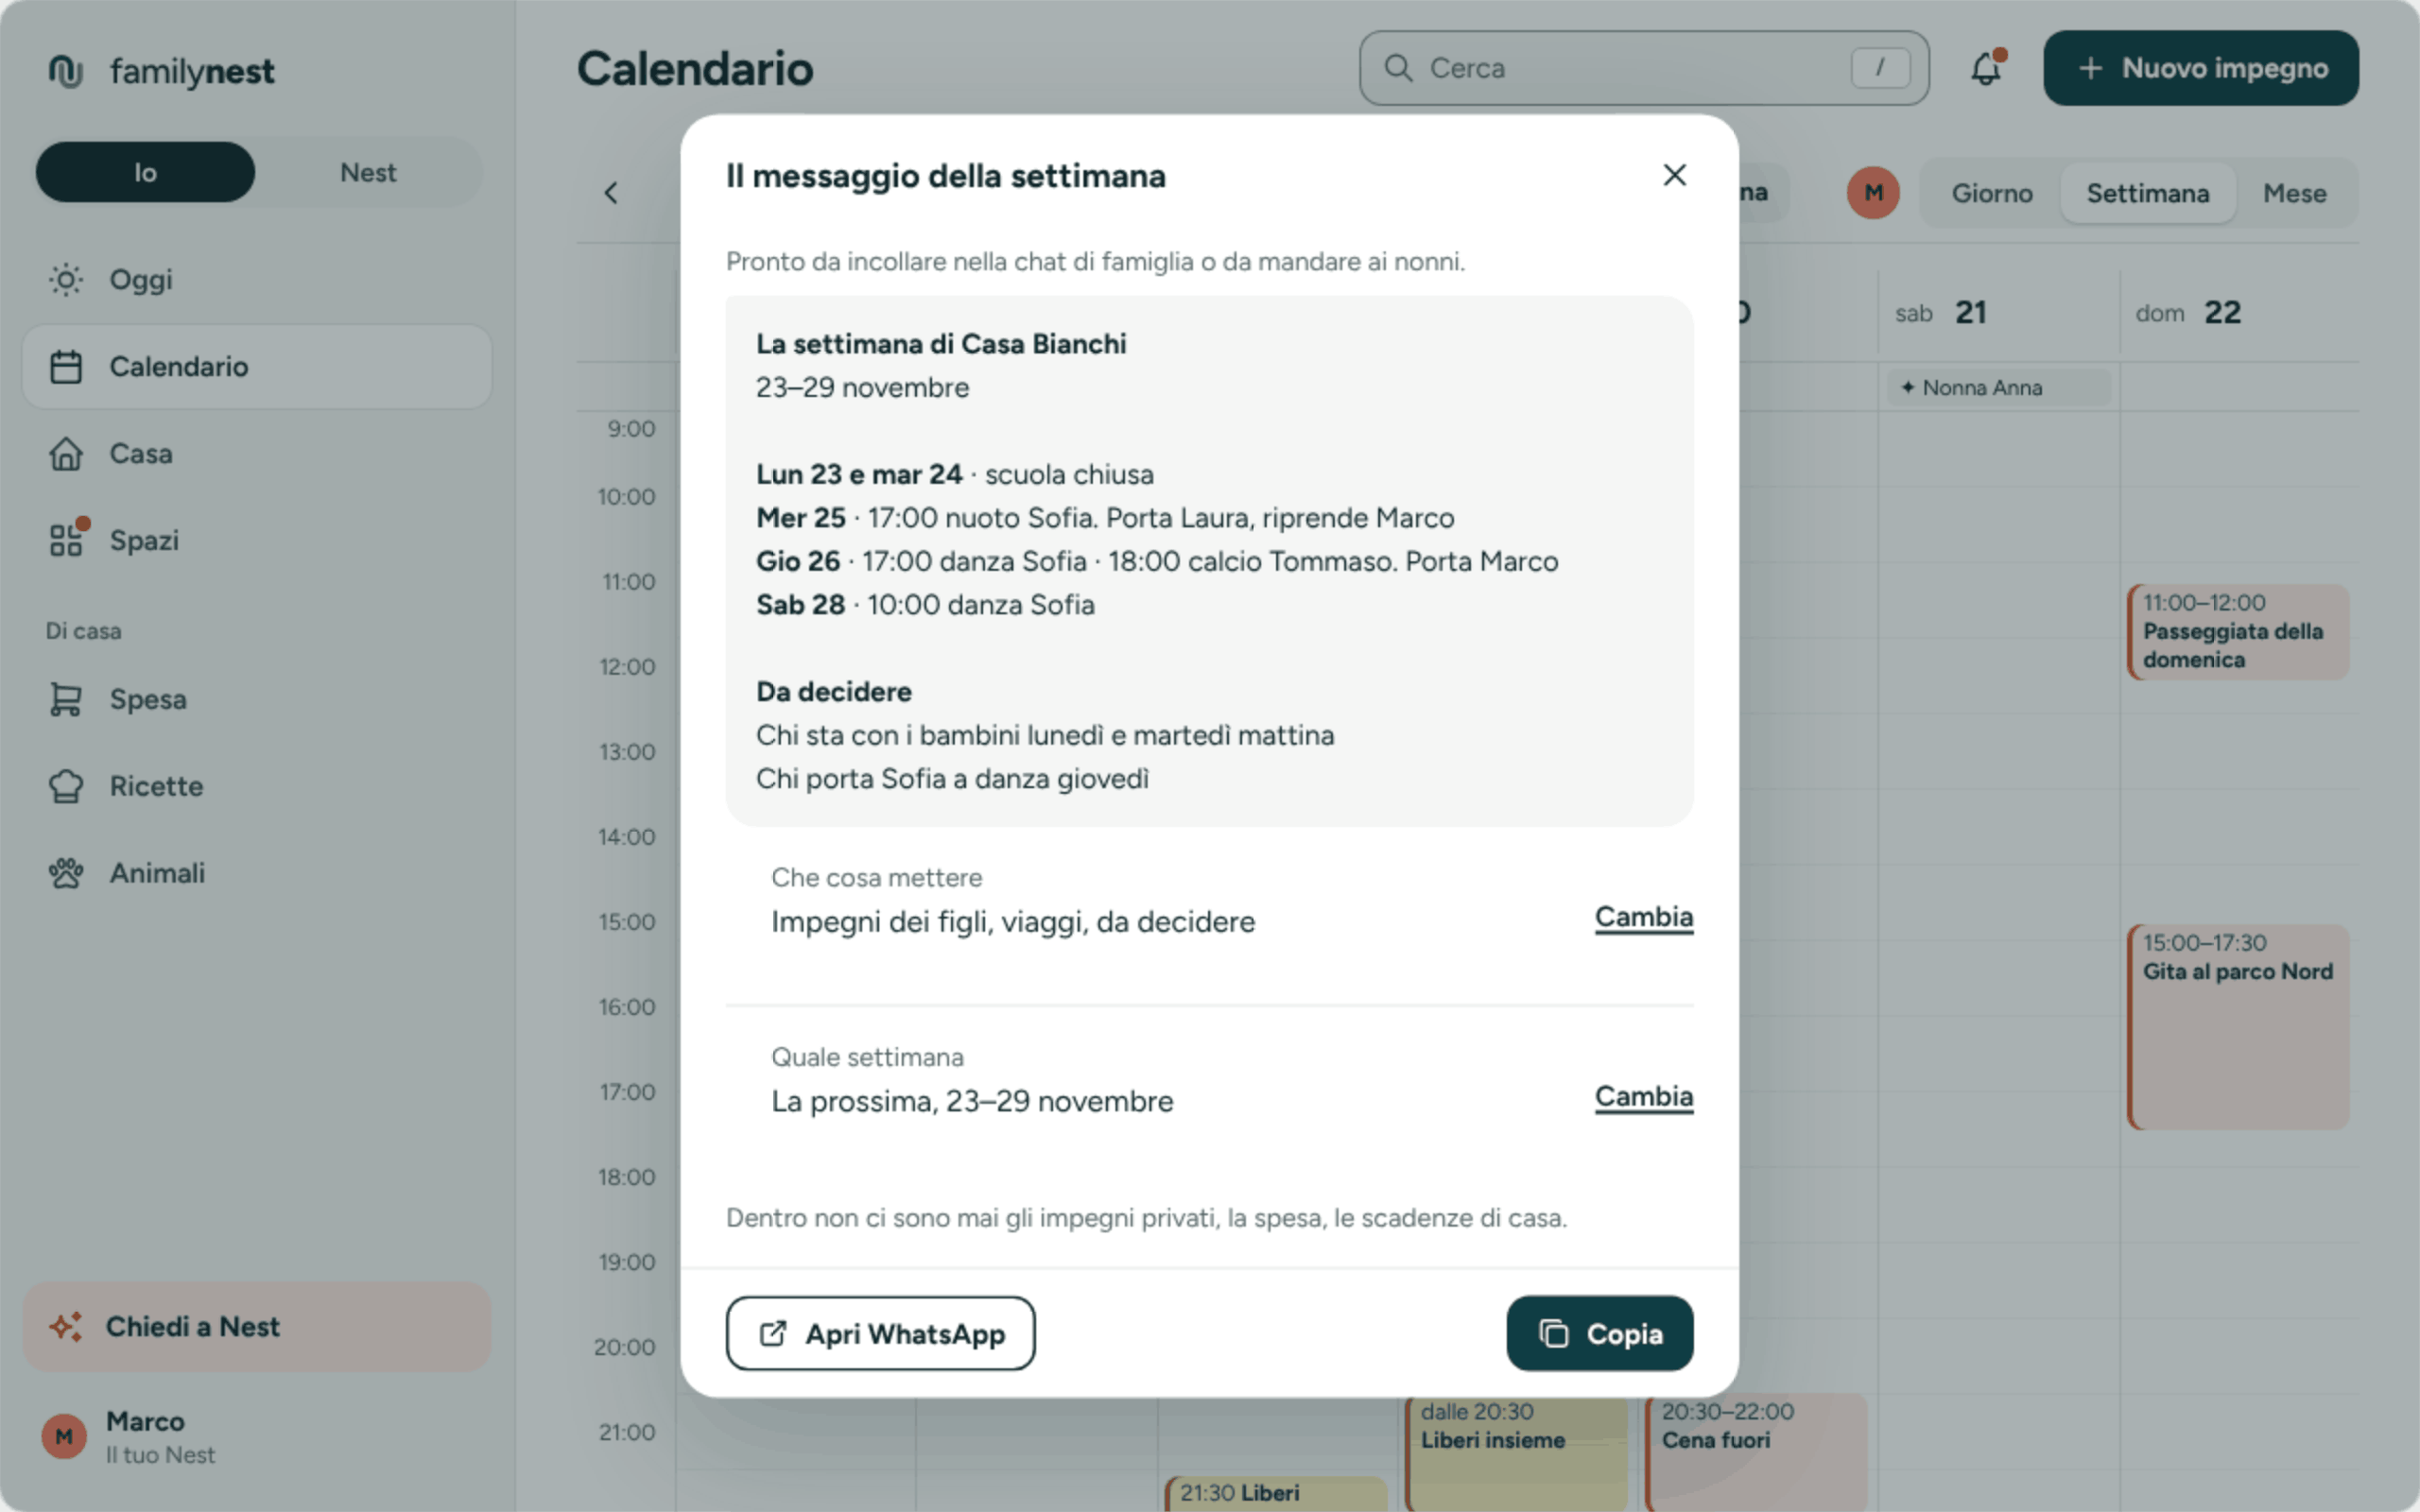 familynest
Io
Nest
Oggi
Calendario
Casa
Spazi
Di casa
Spesa
Ricette
Animali
Chiedi a Nest
M
Marco
Il tuo Nest
Calendario
Cerca
/
+ Nuovo impegno
M
Giorno
Settimana
Mese
sab 21
dom 22
✦ Nonna Anna
9:00
10:00
11:00
12:00
13:00
14:00
15:00
16:00
17:00
18:00
19:00
20:00
21:00
11:00–12:00
Passeggiata della
domenica
15:00–17:30
Gita al parco Nord
21:30 Liberi
dalle 20:30
Liberi insieme
20:30–22:00
Cena fuori
Il messaggio della settimana
Pronto da incollare nella chat di famiglia o da mandare ai nonni.
La settimana di Casa Bianchi
23–29 novembre
Lun 23 e mar 24 · scuola chiusa
Mer 25 · 17:00 nuoto Sofia. Porta Laura, riprende Marco
Gio 26 · 17:00 danza Sofia · 18:00 calcio Tommaso. Porta Marco
Sab 28 · 10:00 danza Sofia
Da decidere
Chi sta con i bambini lunedì e martedì mattina
Chi porta Sofia a danza giovedì
Che cosa mettere
Impegni dei figli, viaggi, da decidere
Cambia
Quale settimana
La prossima, 23–29 novembre
Cambia
Dentro non ci sono mai gli impegni privati, la spesa, le scadenze di casa.
Apri WhatsApp
Copia